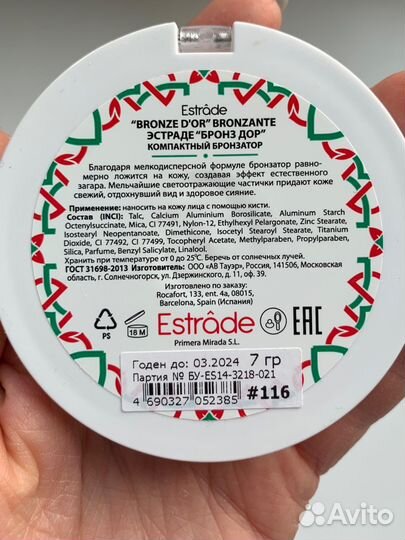 Estrâde
"BRONZE D'OR" BRONZANTE
ЭСТРАДЕ "БРОНЗ ДОР"
КОМПАКТНЫЙ БРОНЗАТОР
Благодаря мелкодисперсной формуле бронзатор равно-
мерно ложится на кожу, создавая эффект естественного
загара. Мельчайшие светоотражающие частички придают коже
свежий, отдохнувший вид и здоровое сияние.
Применение: наносить на кожу лица с помощью кисти.
Состав (INCI): Talc, Calcium Aluminium Borosilicate, Aluminum Starch
Octenylsuccinate, Mica, CI 77491, Nylon-12, Ethylhexyl Pelargonate, Zinc Stearate,
Isostearyl Neopentanoate, Dimethicone, Isocetyl Stearoyl Stearate, Titanium
Dioxide, CI 77492, CI 77499, Tocopheryl Acetate, Methylparaben, Propylparaben,
Silica, Parfume, Benzyl Salicylate, Linalool.
Хранить при температуре от 0 до 25˚С. Беречь от солнечных лучей.
ГОСТ 31698-2013 Изготовитель: ООО «АВ Тауэр», Россия, 141506, Московская
область, г. Солнечногорск, ул. Дзержинского, д. 11, оф. 39.
Изготовлено по заказу:
Rocafort, 133, ent. 4a, 08015,
Barcelona, Spain (Испания)
PS
18 M
Estrâde
Primera Mirada S.L.
EAC
Годен до: 03.2024 7 гр
Партия № БУ-ES14-3218-021
4 690327 052385
#116
Avito